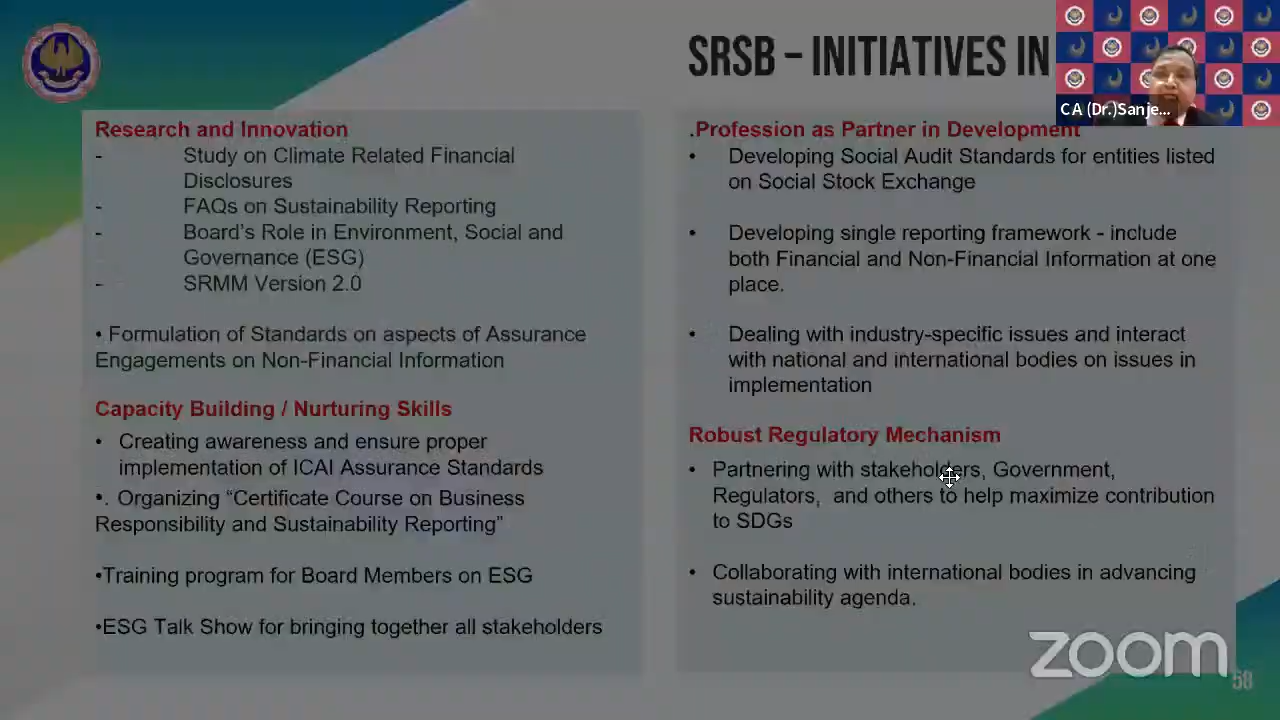 SRSB – INITIATIVES IN
CA (Dr.)Sanje...
Research and Innovation
- Study on Climate Related Financial
Disclosures
- FAQs on Sustainability Reporting
- Board's Role in Environment, Social and
Governance (ESG)
- SRMM Version 2.0
• Formulation of Standards on aspects of Assurance
Engagements on Non-Financial Information
Capacity Building / Nurturing Skills
• Creating awareness and ensure proper
implementation of ICAI Assurance Standards
•. Organizing “Certificate Course on Business
Responsibility and Sustainability Reporting”
•Training program for Board Members on ESG
•ESG Talk Show for bringing together all stakeholders
.Profession as Partner in Development
• Developing Social Audit Standards for entities listed
on Social Stock Exchange
• Developing single reporting framework - include
both Financial and Non-Financial Information at one
place.
• Dealing with industry-specific issues and interact
with national and international bodies on issues in
implementation
Robust Regulatory Mechanism
• Partnering with stakeholders, Government,
Regulators, and others to help maximize contribution
to SDGs
• Collaborating with international bodies in advancing
sustainability agenda.
zoom
58